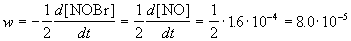 w = −1/2 d[NOBr]/dt = 1/2 d[NO]/dt = 1/2 · 1.6 · 10⁻⁴ = 8.0 · 10⁻⁵